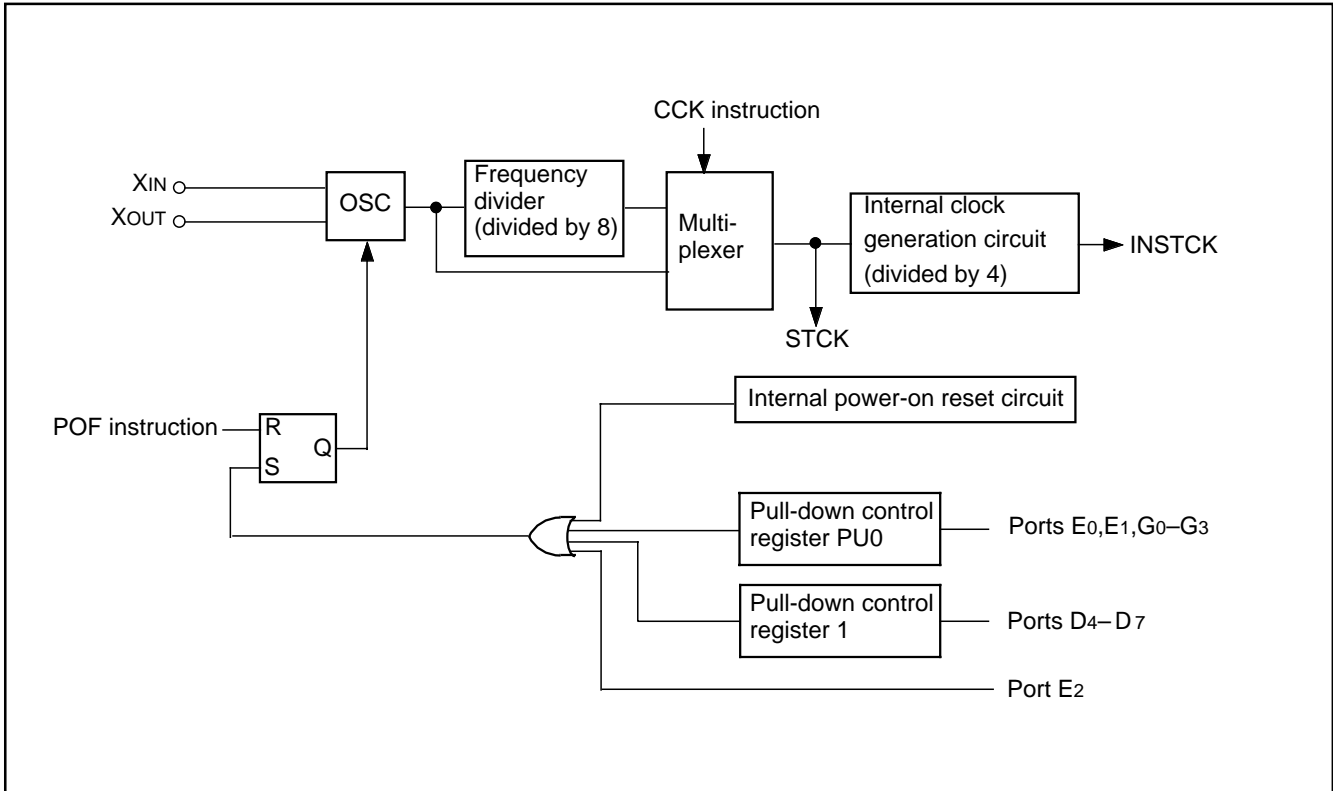 CCK instruction
XIN
XOUT
OSC
Frequency
divider
(divided by 8)
Multi-
plexer
Internal clock
generation circuit
(divided by 4)
INSTCK
STCK
Internal power-on reset circuit
POF instruction
R
S
Q
Pull-down control
register PU0
Ports E0,E1,G0–G3
Pull-down control
register 1
Ports D4–D7
Port E2